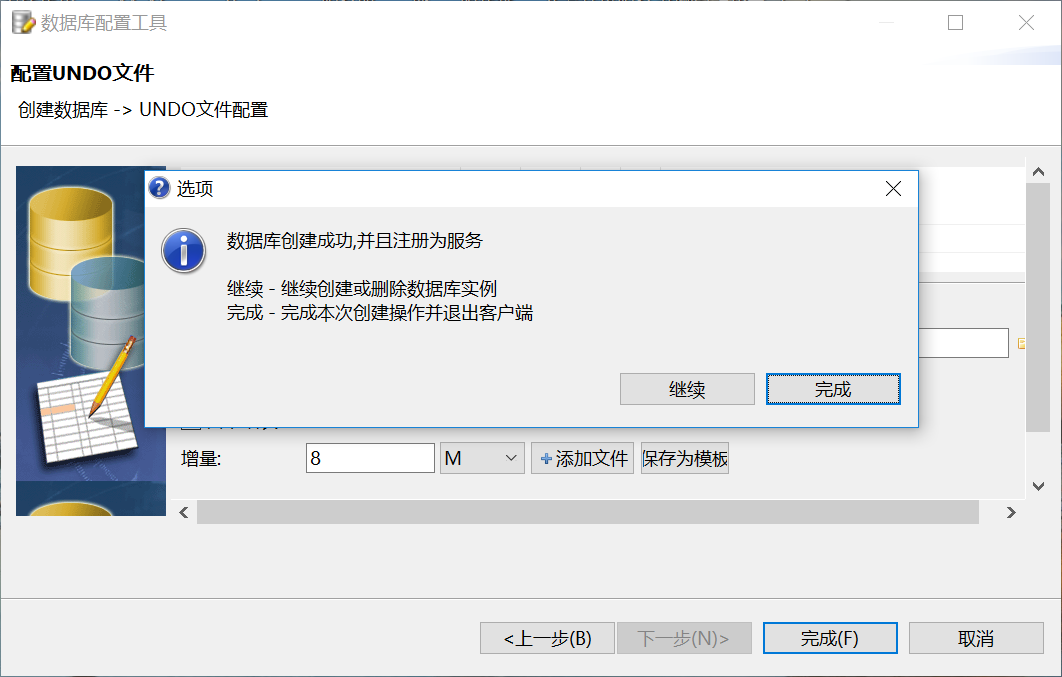 数据库配置工具
配置UNDO文件
创建数据库 -> UNDO文件配置
选项
数据库创建成功,并且注册为服务
继续 - 继续创建或删除数据库实例
完成 - 完成本次创建操作并退出客户端
继续
完成
增量:
8
M
添加文件
保存为模板
<上一步(B)
下一步(N)>
完成(F)
取消